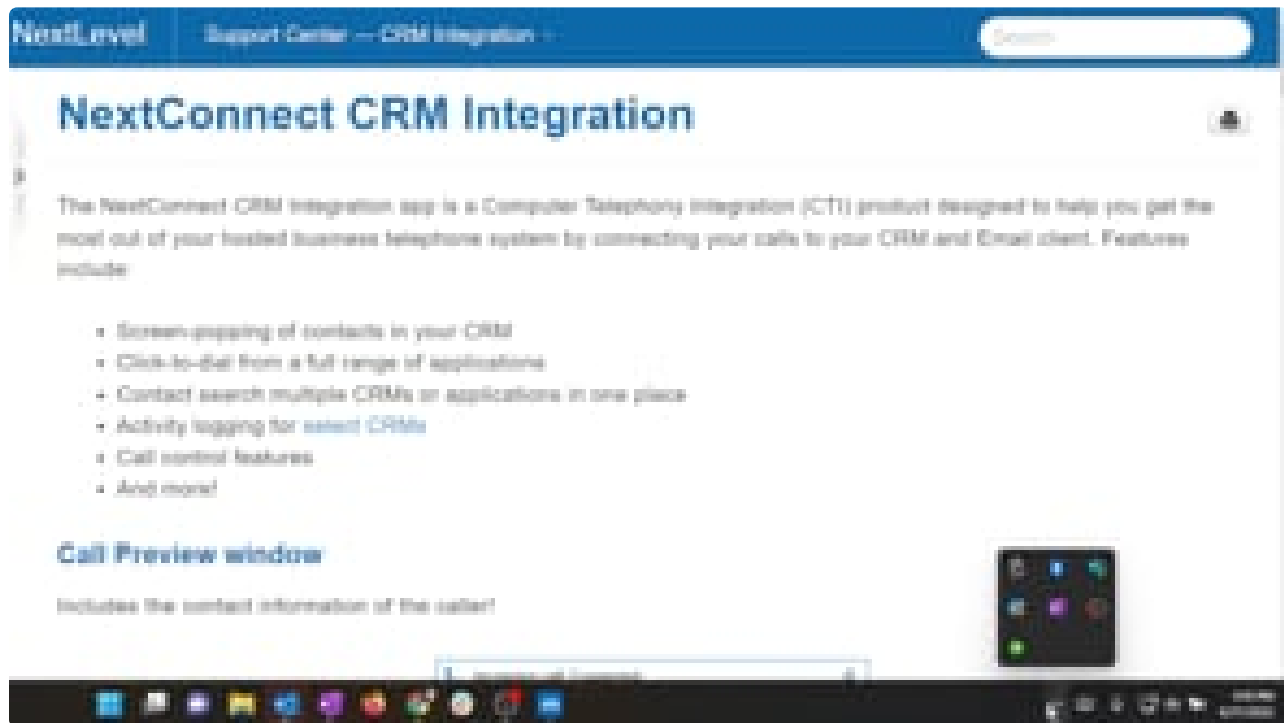 NextLevel
Support Center — CRM Integration
Search
NextConnect CRM Integration
The NextConnect CRM Integration app is a Computer Telephony Integration (CTI) product designed to help you get the
most out of your hosted business telephone system by connecting your calls to your CRM and Email client. Features
include:
• Screen-popping of contacts in your CRM
• Click-to-dial from a full range of applications
• Contact search multiple CRMs or applications in one place
• Activity logging for select CRMs
• Call control features
• And more!
Call Preview window
Includes the contact information of the caller!